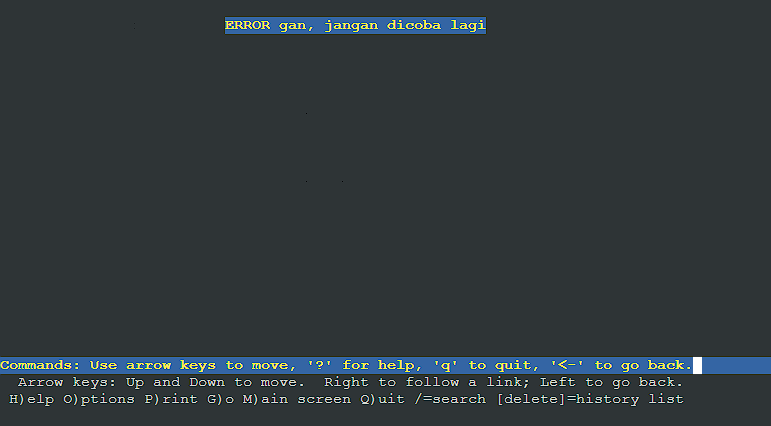 ERROR gan, jangan dicoba lagi
Commands: Use arrow keys to move, '?' for help, 'q' to quit, '<-' to go back.
Arrow keys: Up and Down to move.  Right to follow a link; Left to go back.
H)elp O)ptions P)rint G)o M)ain screen Q)uit /=search [delete]=history list